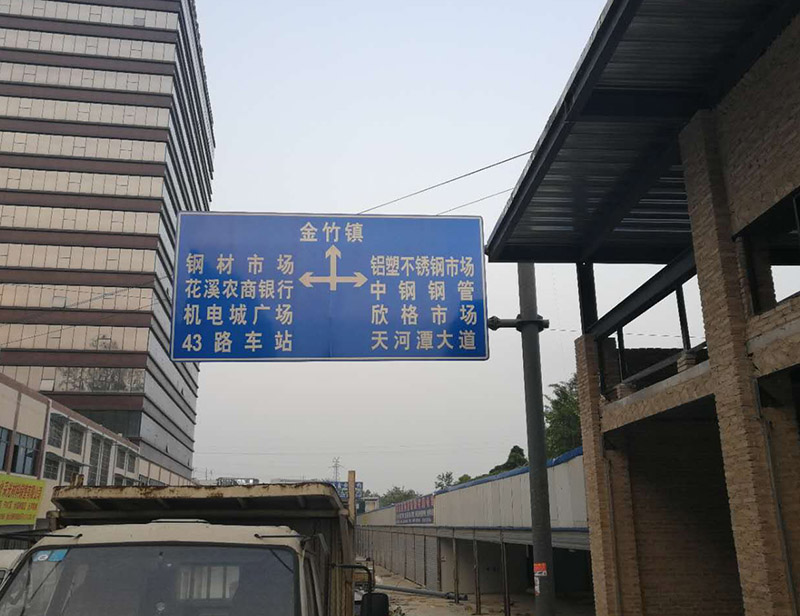 金竹镇
钢材市场
花溪农商银行
机电城广场
43路车站
铝塑不锈钢市场
中钢钢管
欣格市场
天河潭大道